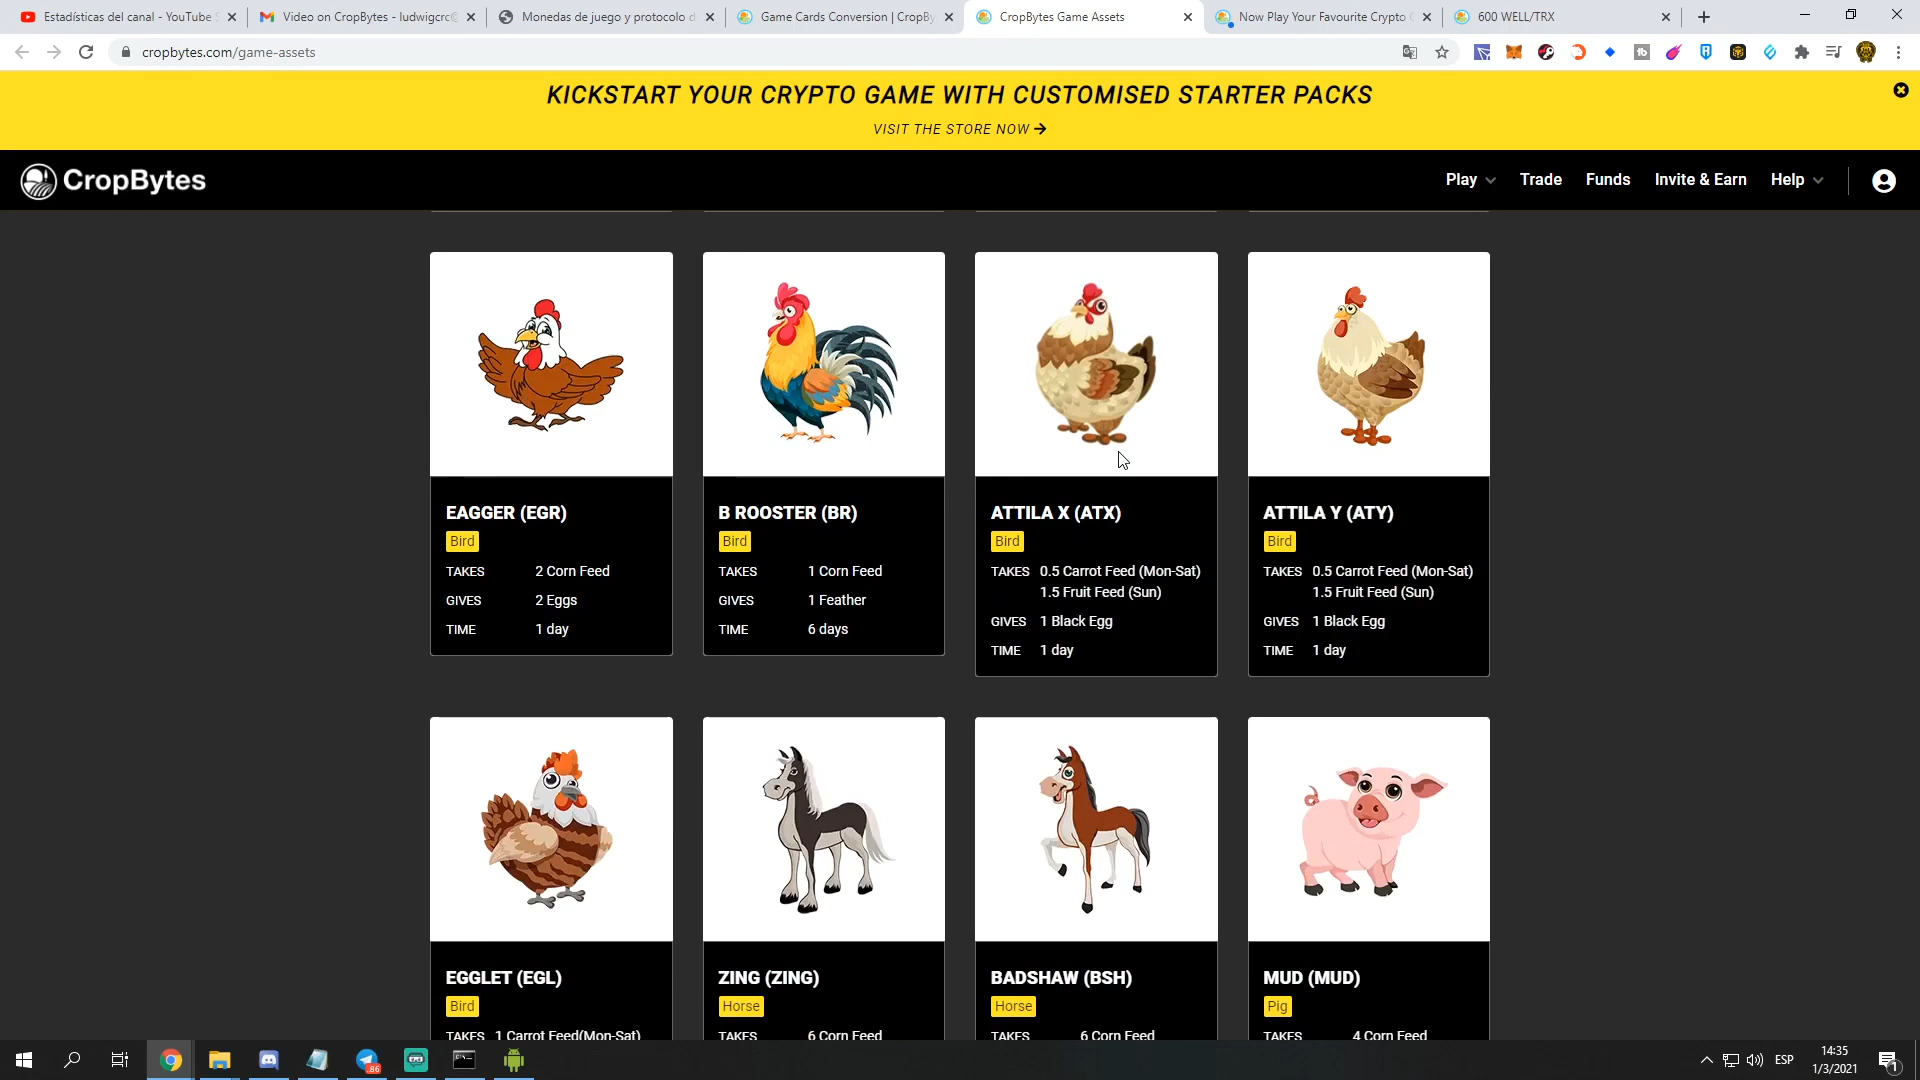 Estadísticas del canal - YouTube
Video on CropBytes - ludwigcrc@
Monedas de juego y protocolo d
Game Cards Conversion | CropBy
CropBytes Game Assets
Now Play Your Favourite Crypto
600 WELL/TRX
cropbytes.com/game-assets
KICKSTART YOUR CRYPTO GAME WITH CUSTOMISED STARTER PACKS
VISIT THE STORE NOW →
CropBytes
Play
Trade
Funds
Invite & Earn
Help
EAGGER (EGR)
Bird
TAKES 2 Corn Feed
GIVES 2 Eggs
TIME 1 day
B ROOSTER (BR)
Bird
TAKES 1 Corn Feed
GIVES 1 Feather
TIME 6 days
ATTILA X (ATX)
Bird
TAKES 0.5 Carrot Feed (Mon-Sat)
1.5 Fruit Feed (Sun)
GIVES 1 Black Egg
TIME 1 day
ATTILA Y (ATY)
Bird
TAKES 0.5 Carrot Feed (Mon-Sat)
1.5 Fruit Feed (Sun)
GIVES 1 Black Egg
TIME 1 day
EGGLET (EGL)
Bird
TAKES 1 Carrot Feed(Mon-Sat)
ZING (ZING)
Horse
TAKES 6 Corn Feed
BADSHAW (BSH)
Horse
TAKES 6 Corn Feed
MUD (MUD)
Pig
TAKES 4 Corn Feed
86
ESP
14:35
1/3/2021
1